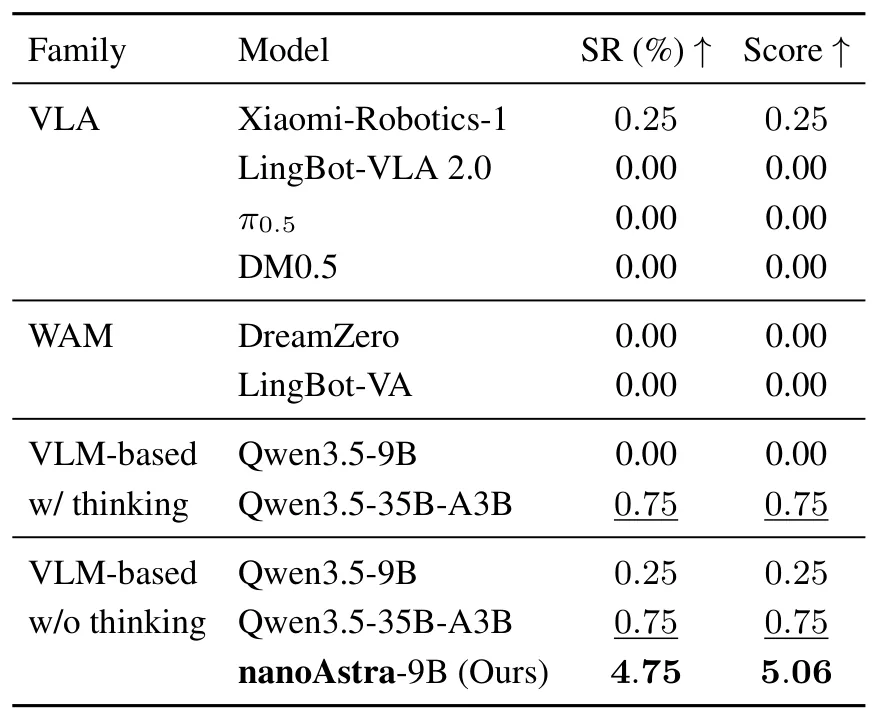 Family Model SR (%) ↑ Score ↑
VLA Xiaomi-Robotics-1 0.25 0.25
LingBot-VLA 2.0 0.00 0.00
π0.5 0.00 0.00
DM0.5 0.00 0.00
WAM DreamZero 0.00 0.00
LingBot-VA 0.00 0.00
VLM-based Qwen3.5-9B 0.00 0.00
w/ thinking Qwen3.5-35B-A3B 0.75 0.75
VLM-based Qwen3.5-9B 0.25 0.25
w/o thinking Qwen3.5-35B-A3B 0.75 0.75
nanoAstra-9B (Ours) 4.75 5.06